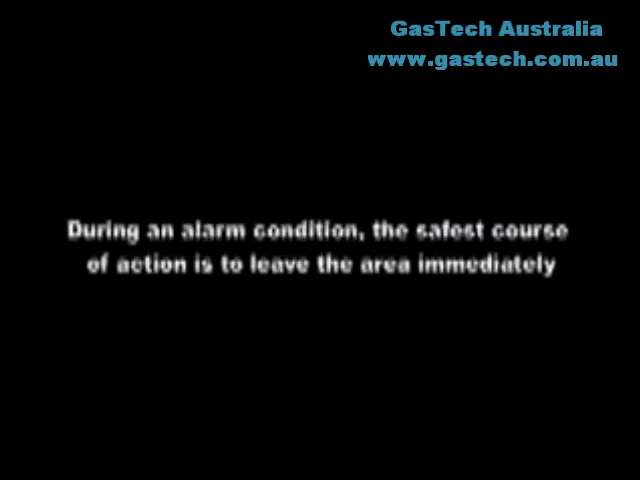 GasTech Australia
www.gastech.com.au
During an alarm condition, the safest course
of action is to leave the area immediately